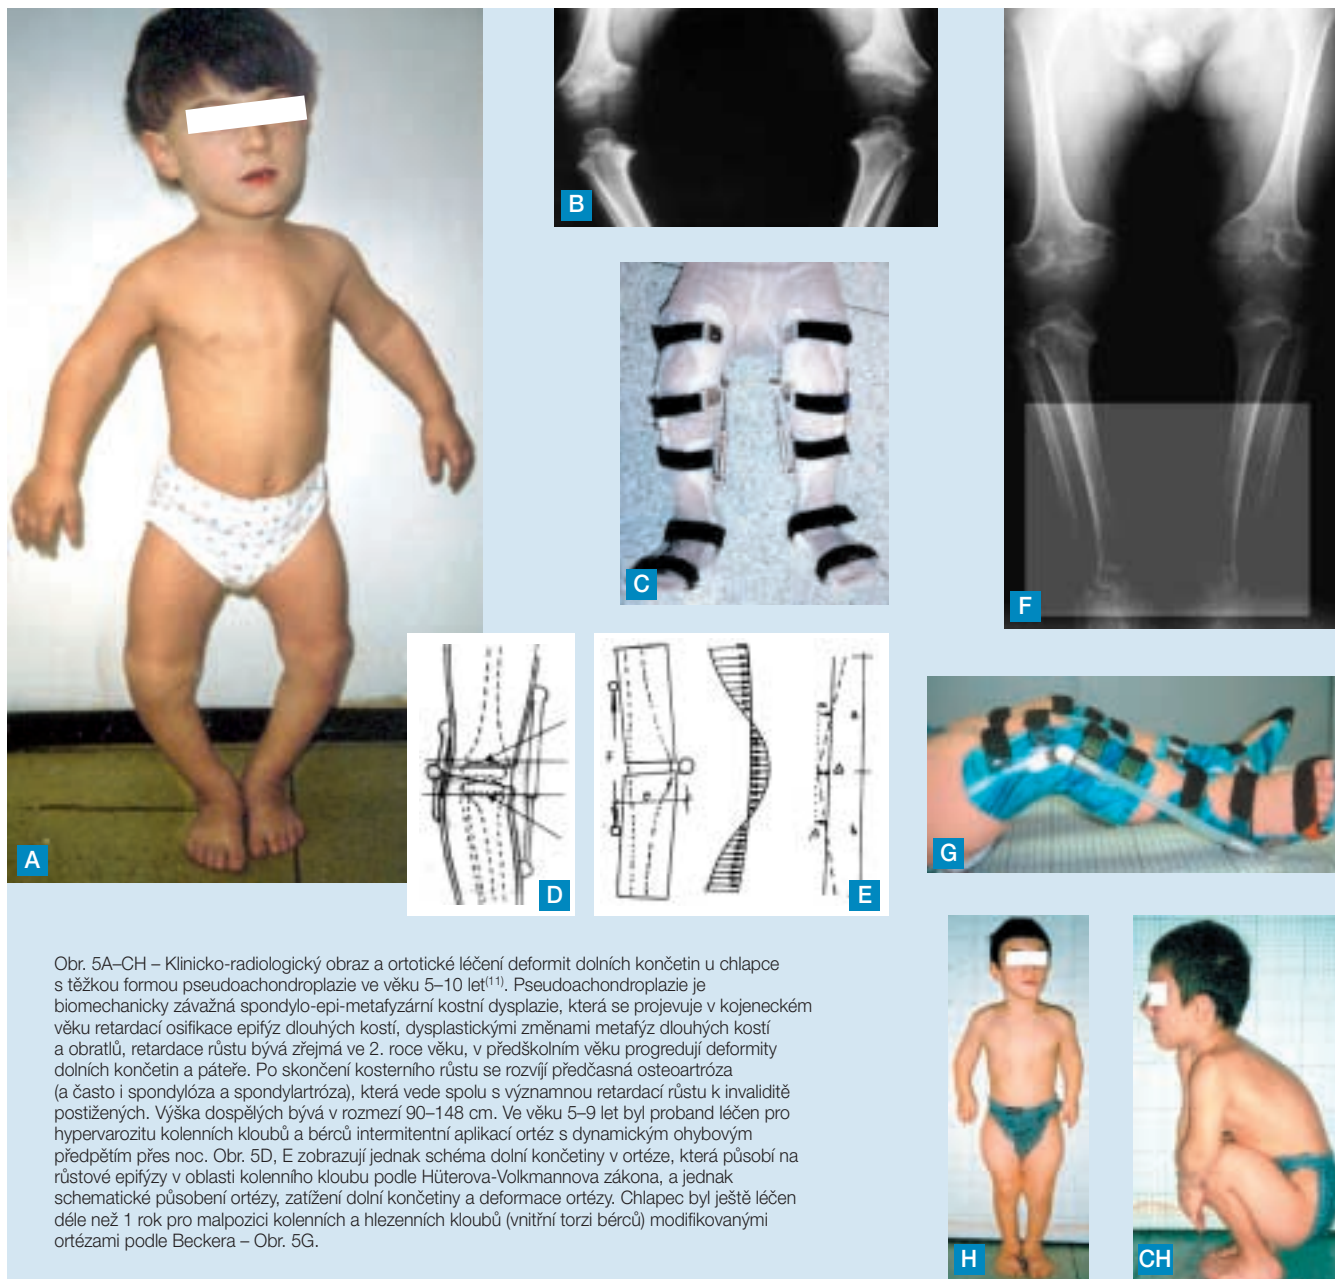 A
B
C
D
E
F
G
H
CH
Obr. 5A–CH – Klinicko-radiologický obraz a ortotické léčení deformit dolních končetin u chlapce
s těžkou formou pseudoachondroplazie ve věku 5–10 let(11). Pseudoachondroplazie je
biomechanicky závažná spondylo-epi-metafyzární kostní dysplazie, která se projevuje v kojeneckém
věku retardací osifikace epifýz dlouhých kostí, dysplastickými změnami metafýz dlouhých kostí
a obratlů, retardace růstu bývá zřejmá ve 2. roce věku, v předškolním věku progredují deformity
dolních končetin a páteře. Po skončení kosterního růstu se rozvíjí předčasná osteoartróza
(a často i spondylóza a spondylartróza), která vede spolu s významnou retardací růstu k invaliditě
postižených. Výška dospělých bývá v rozmezí 90–148 cm. Ve věku 5–9 let byl proband léčen pro
hypervarozitu kolenních kloubů a bérců intermitentní aplikací ortéz s dynamickým ohybovým
předpětím přes noc. Obr. 5D, E zobrazují jednak schéma dolní končetiny v ortéze, která působí na
růstové epifýzy v oblasti kolenního kloubu podle Hüterova-Volkmannova zákona, a jednak
schematické působení ortézy, zatížení dolní končetiny a deformace ortézy. Chlapec byl ještě léčen
déle než 1 rok pro malpozici kolenních a hlezenních kloubů (vnitřní torzi bérců) modifikovanými
ortézami podle Beckera – Obr. 5G.